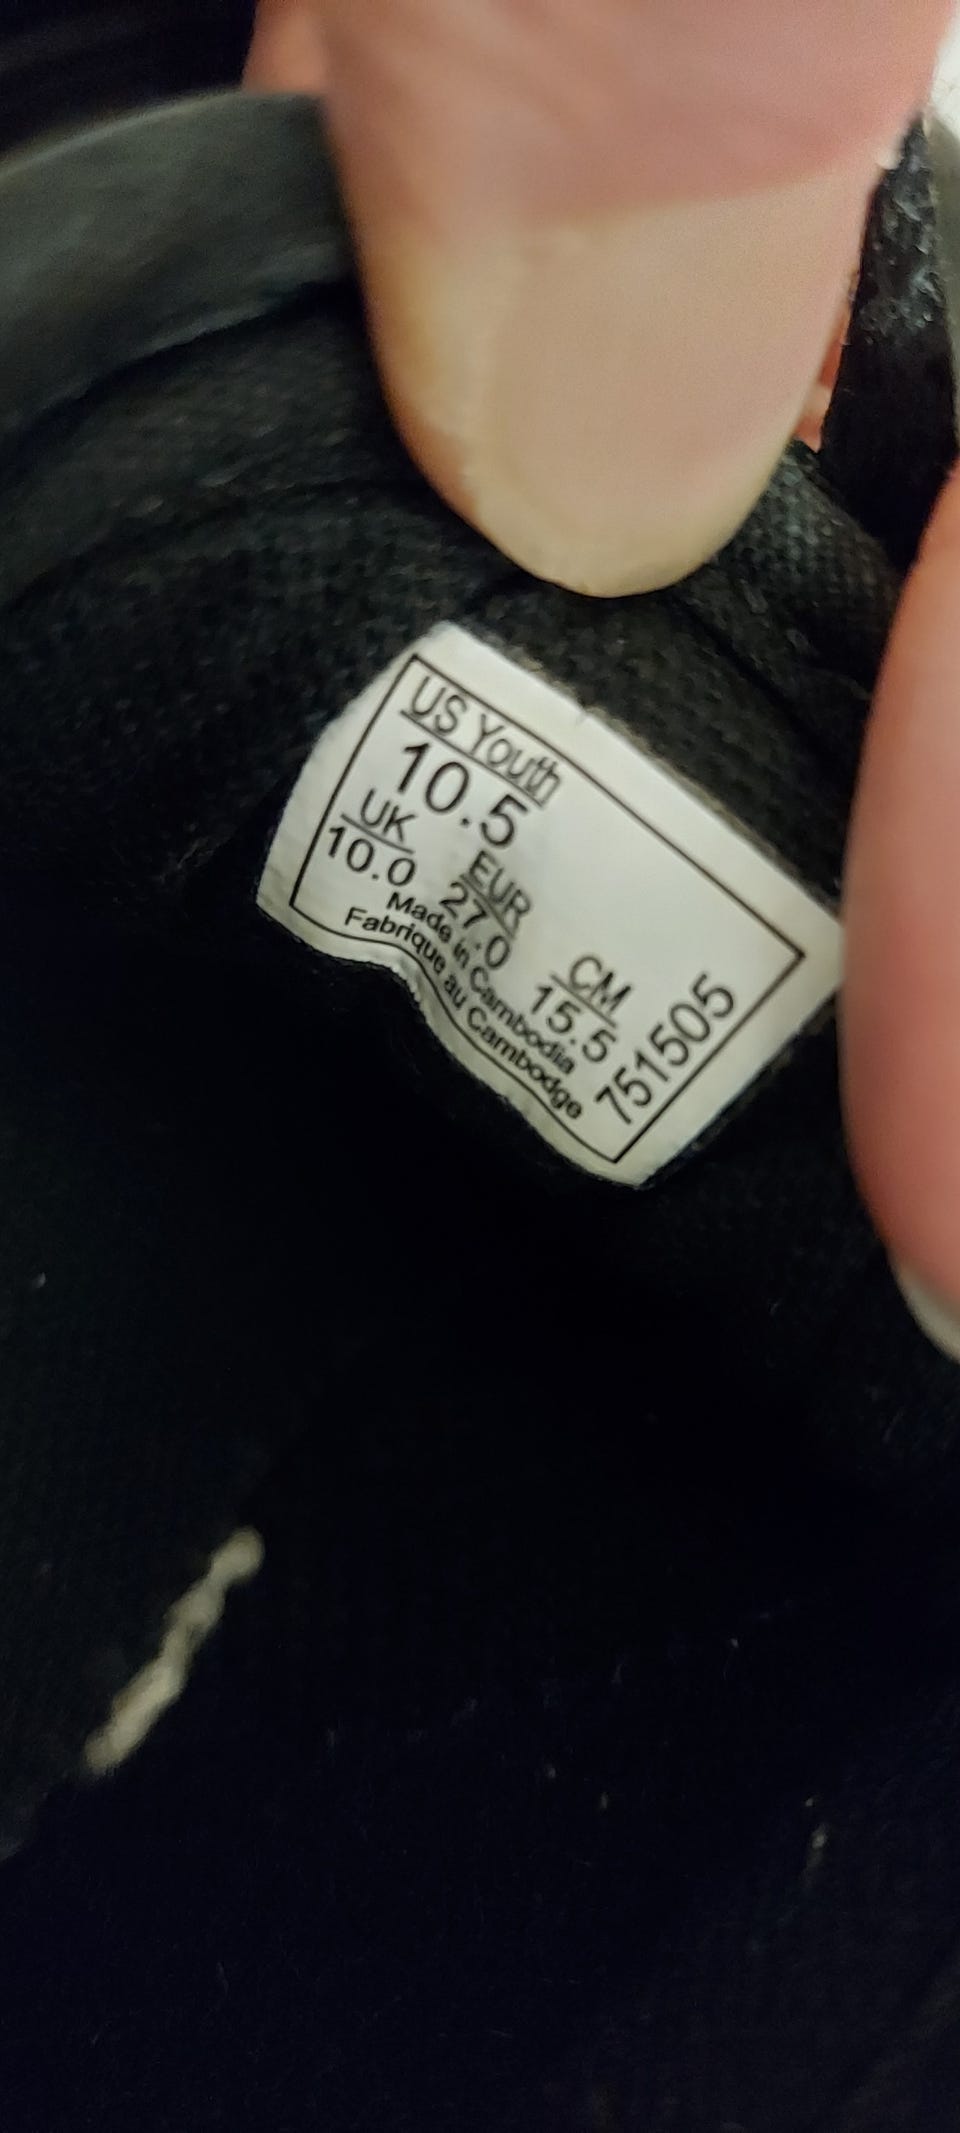 US Youth
10.5
UK
10.0
EUR
27.0
CM
15.5
Made in Cambodia
Fabrique au Cambodge
751505